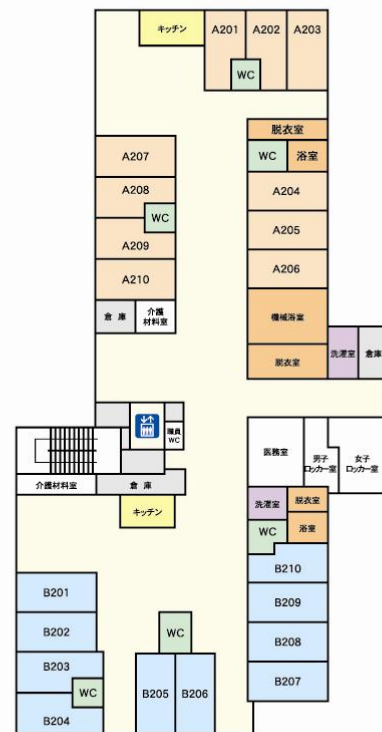 キッチン
A201
A202
A203
WC
脱衣室
WC
浴室
A207
A208
WC
A209
A210
A204
A205
A206
倉庫
介護
材料室
機械浴室
脱衣室
洗濯室
倉庫
職員
WC
介護材料室
倉庫
キッチン
医務室
男子
ロッカー室
女子
ロッカー室
洗濯室
脱衣室
WC
浴室
B210
B209
B208
B207
B201
B202
B203
WC
B204
WC
B205
B206